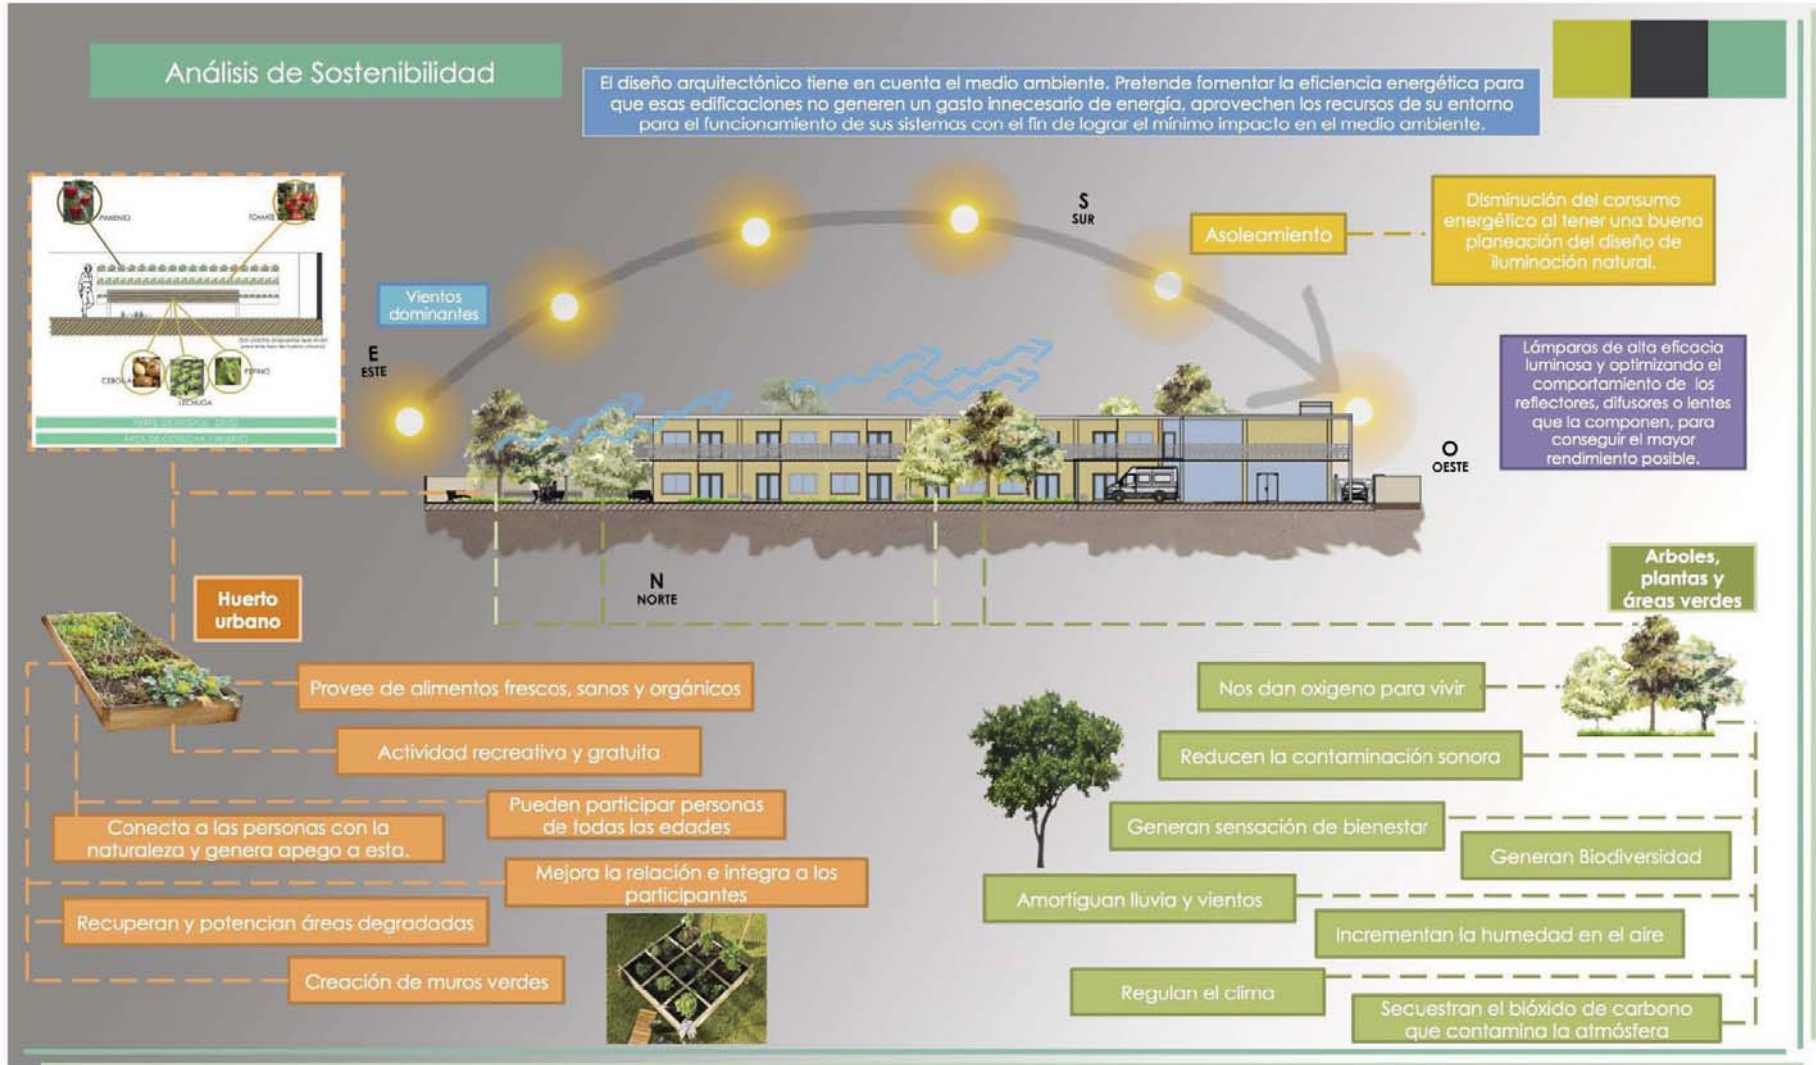 Análisis de Sostenibilidad
El diseño arquitectónico tiene en cuenta el medio ambiente. Pretende fomentar la eficiencia energética para
que esas edificaciones no generen un gasto innecesario de energía, aprovechen los recursos de su entorno
para el funcionamiento de sus sistemas con el fin de lograr el mínimo impacto en el medio ambiente.
PIMIENTO
TOMATE
CEBOLLA
LECHUGA
PEPINO
Vientos
dominantes
E
ESTE
S
SUR
Asoleamiento
Disminución del consumo
energético al tener una buena
planeación del diseño de
iluminación natural.
Lámparas de alta eficacia
luminosa y optimizando el
comportamiento de los
reflectores, difusores o lentes
que la componen, para
conseguir el mayor
rendimiento posible.
O
OESTE
N
NORTE
Huerto
urbano
Provee de alimentos frescos, sanos y orgánicos
Actividad recreativa y gratuita
Pueden participar personas
de todas las edades
Conecta a las personas con la
naturaleza y genera apego a esta.
Mejora la relación e integra a los
participantes
Recuperan y potencian áreas degradadas
Creación de muros verdes
Arboles,
plantas y
áreas verdes
Nos dan oxigeno para vivir
Reducen la contaminación sonora
Generan sensación de bienestar
Generan Biodiversidad
Amortiguan lluvia y vientos
Incrementan la humedad en el aire
Regulan el clima
Secuestran el bióxido de carbono
que contamina la atmósfera